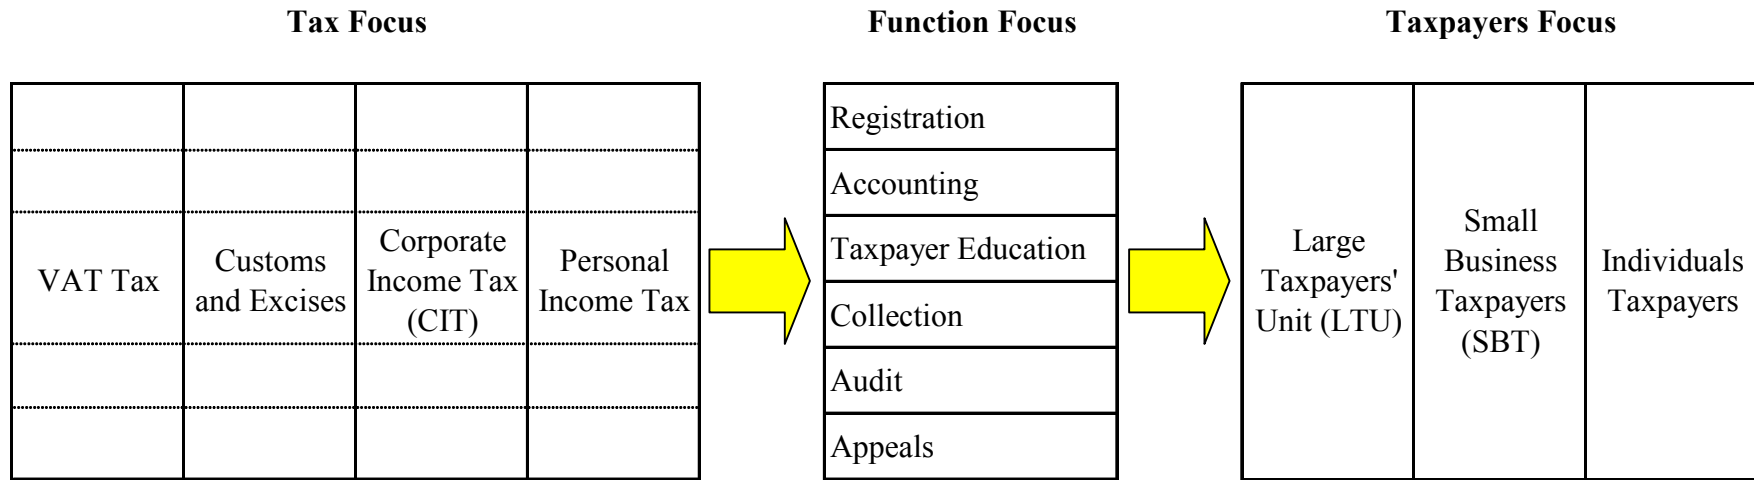 Tax Focus
Function Focus
Taxpayers Focus
VAT Tax
Customs
and Excises
Corporate
Income Tax
(CIT)
Personal
Income Tax
Registration
Accounting
Taxpayer Education
Collection
Audit
Appeals
Large
Taxpayers'
Unit (LTU)
Small
Business
Taxpayers
(SBT)
Individuals
Taxpayers